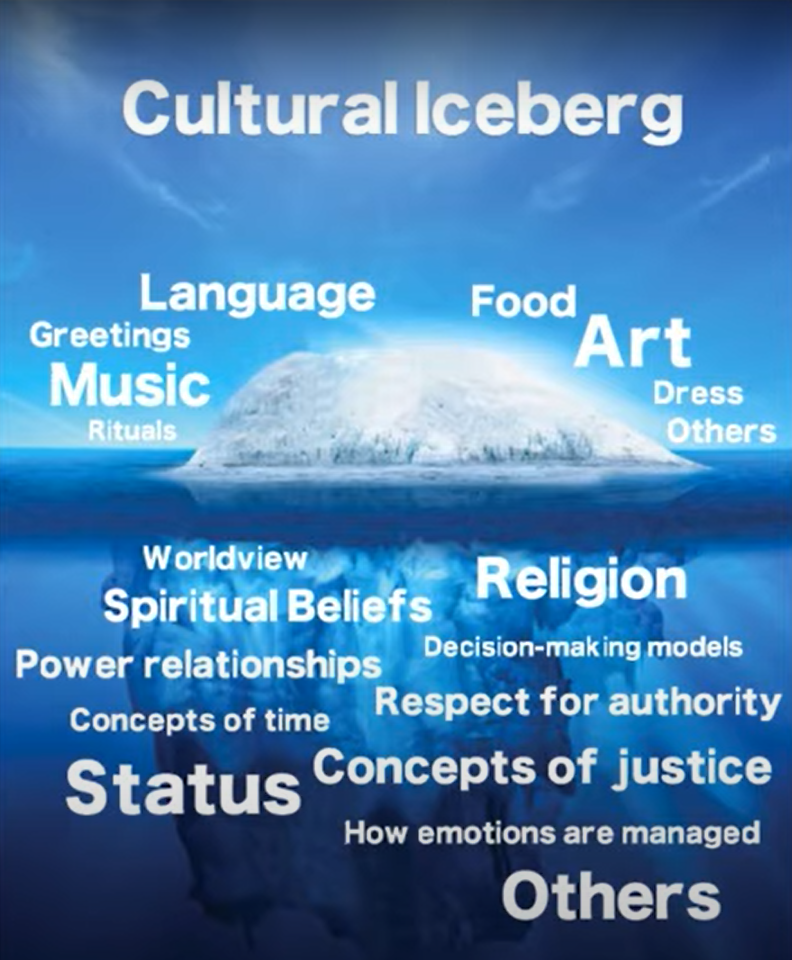 Cultural Iceberg
Language
Food
Greetings
Art
Music
Dress
Rituals
Others
Worldview
Religion
Spiritual Beliefs
Decision-making models
Power relationships
Respect for authority
Concepts of time
Concepts of justice
Status
How emotions are managed
Others